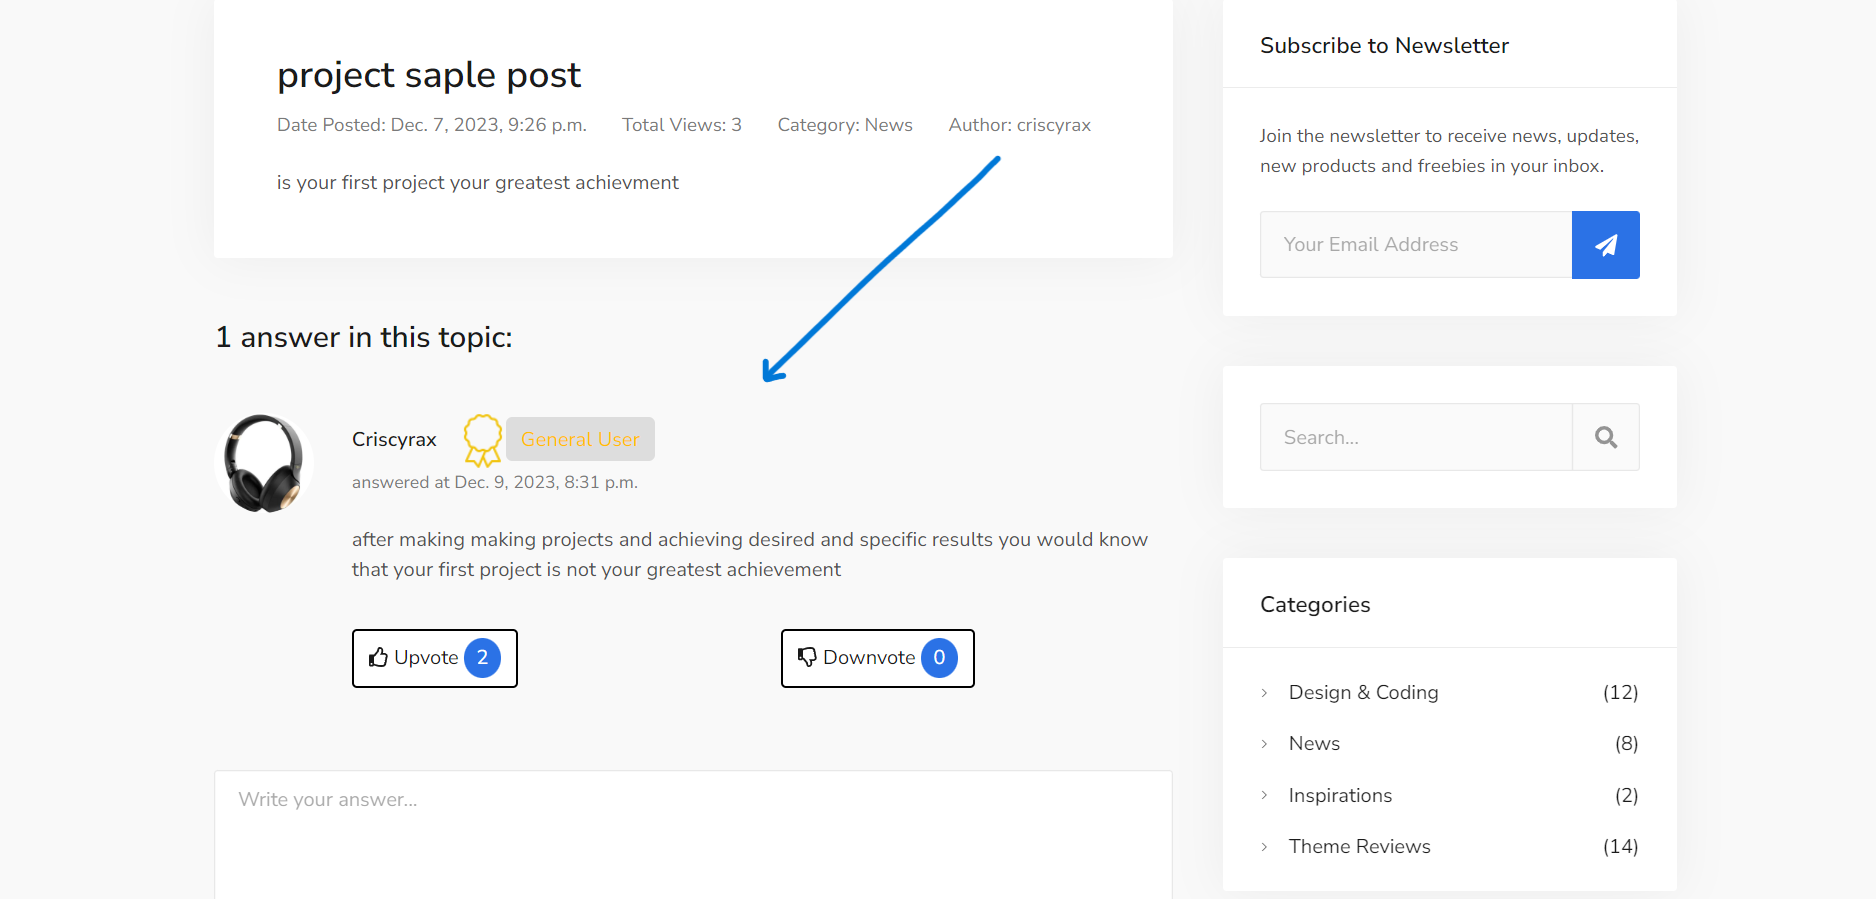 project saple post
Date Posted: Dec. 7, 2023, 9:26 p.m. Total Views: 3 Category: News Author: criscyrax
is your first project your greatest achievment
1 answer in this topic:
Criscyrax General User
answered at Dec. 9, 2023, 8:31 p.m.
after making making projects and achieving desired and specific results you would know
that your first project is not your greatest achievement
Upvote 2 Downvote 0
Write your answer...
Subscribe to Newsletter
Join the newsletter to receive news, updates,
new products and freebies in your inbox.
Your Email Address
Search...
Categories
Design & Coding (12)
News (8)
Inspirations (2)
Theme Reviews (14)